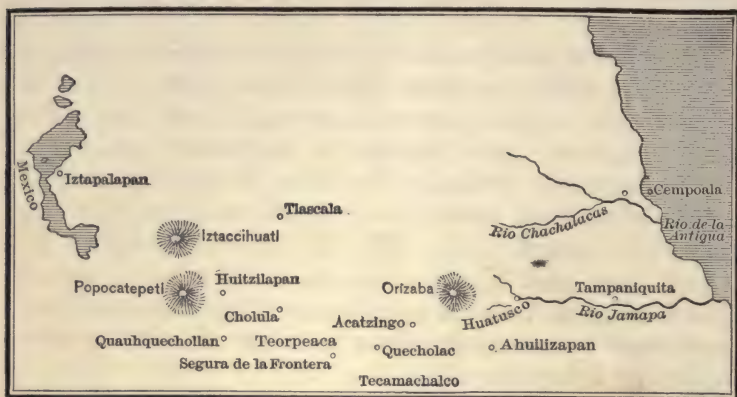 Mexico
Iztapalapan
Tlascala
Iztaccihuatl
Cempoala
Rio Chachalacas
Rio de la
Antigua
Popocatepetl
Huitzilapan
Orizaba
Tampaniquita
Cholula
Acatzingo
Huatusco
Rio Jamapa
Quauhquechollan
Teorpeaca
Quecholac
Ahuilizapan
Segura de la Frontera
Tecamachalco